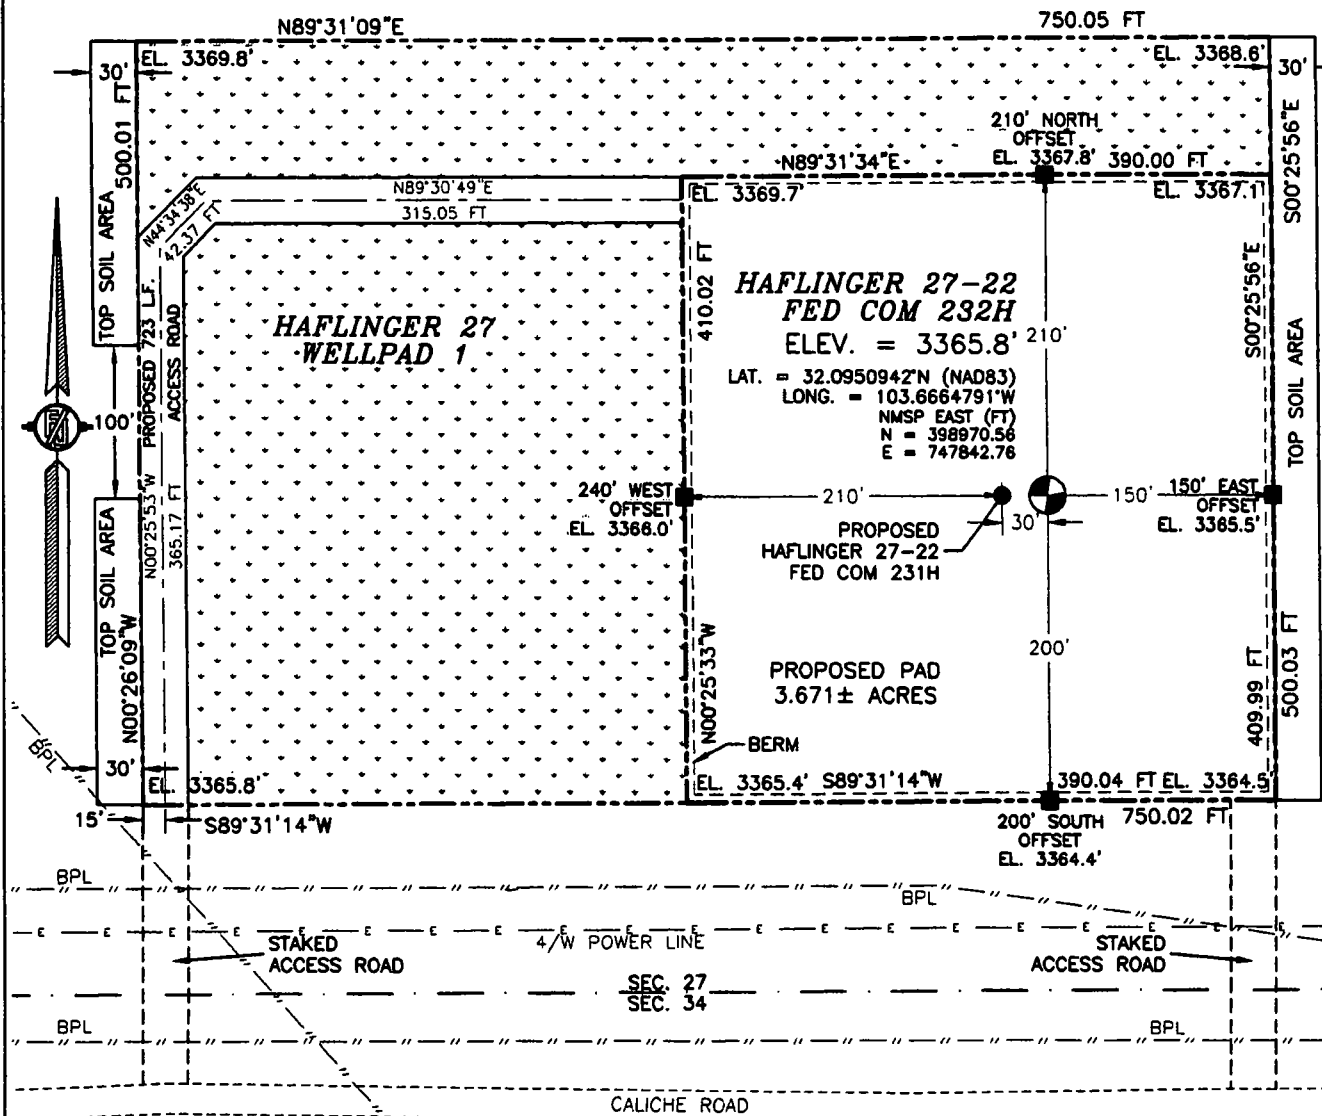 N89°31'09"E
750.05 FT
30'
EL. 3369.8'
EL. 3368.6'
30'
TOP SOIL AREA
500.01 FT
210' NORTH
OFFSET
EL. 3367.8'
N89°31'34"E
390.00 FT
S00°25'56"E
N44°34'38"E
42.37 FT
N89°30'49"E
315.05 FT
EL. 3369.7'
EL. 3367.1'
410.02 FT
S00°25'56"E
HAFLINGER 27
WELLPAD 1
HAFLINGER 27-22
FED COM 232H
ELEV. = 3365.8'
210'
LAT. = 32.0950942°N (NAD83)
LONG. = 103.6664791°W
NMSP EAST (FT)
N = 398970.56
E = 747842.76
TOP SOIL AREA
100'
PROPOSED 723 L.F.
ACCESS ROAD
N00°25'53"W
365.17 FT
240' WEST
OFFSET
EL. 3366.0'
210'
150'
150' EAST
OFFSET
EL. 3365.5'
30'
PROPOSED
HAFLINGER 27-22
FED COM 231H
TOP SOIL AREA
N00°26'09"W
N00°25'33"W
PROPOSED PAD
3.671± ACRES
200'
409.99 FT
500.03 FT
BERM
BPL
30'
EL. 3365.8'
EL. 3365.4'
S89°31'14"W
390.04 FT
EL. 3364.5'
15'
S89°31'14"W
200' SOUTH
OFFSET
EL. 3364.4'
750.02 FT
BPL
BPL
E E E E E E E E E E E E E E E E E
4/W POWER LINE
STAKED
ACCESS ROAD
STAKED
ACCESS ROAD
SEC. 27
SEC. 34
BPL
BPL
CALICHE ROAD